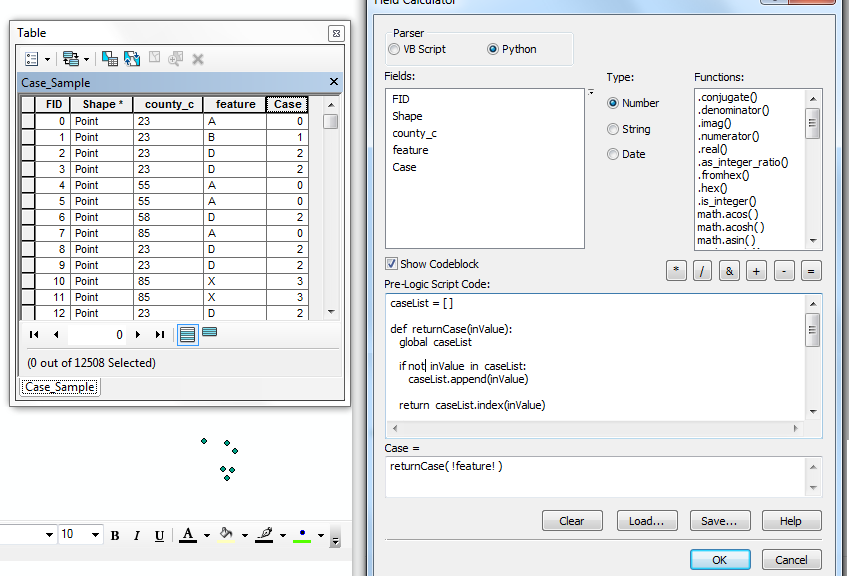 Table
Case_Sample
FID Shape * county_c feature Case
0 Point 23 A 0
1 Point 23 B 1
2 Point 23 D 2
3 Point 23 D 2
4 Point 55 A 0
5 Point 55 A 0
6 Point 58 D 2
7 Point 85 A 0
8 Point 23 D 2
9 Point 23 D 2
10 Point 85 X 3
11 Point 85 X 3
12 Point 23 D 2
0
(0 out of 12508 Selected)
Case_Sample
10 B I U A
Field Calculator
Parser
VB Script Python
Fields:
FID
Shape
county_c
feature
Case
Type:
Number
String
Date
Functions:
.conjugate()
.denominator()
.imag()
.numerator()
.real()
.as_integer_ratio()
.fromhex()
.hex()
.is_integer()
math.acos( )
math.acosh( )
math.asin( )
Show Codeblock
* / & + - =
Pre-Logic Script Code:
caseList = [ ]
def returnCase(inValue):
global caseList
if not inValue in caseList:
caseList.append(inValue)
return caseList.index(inValue)
Case =
returnCase( !feature! )
Clear Load... Save... Help
OK Cancel